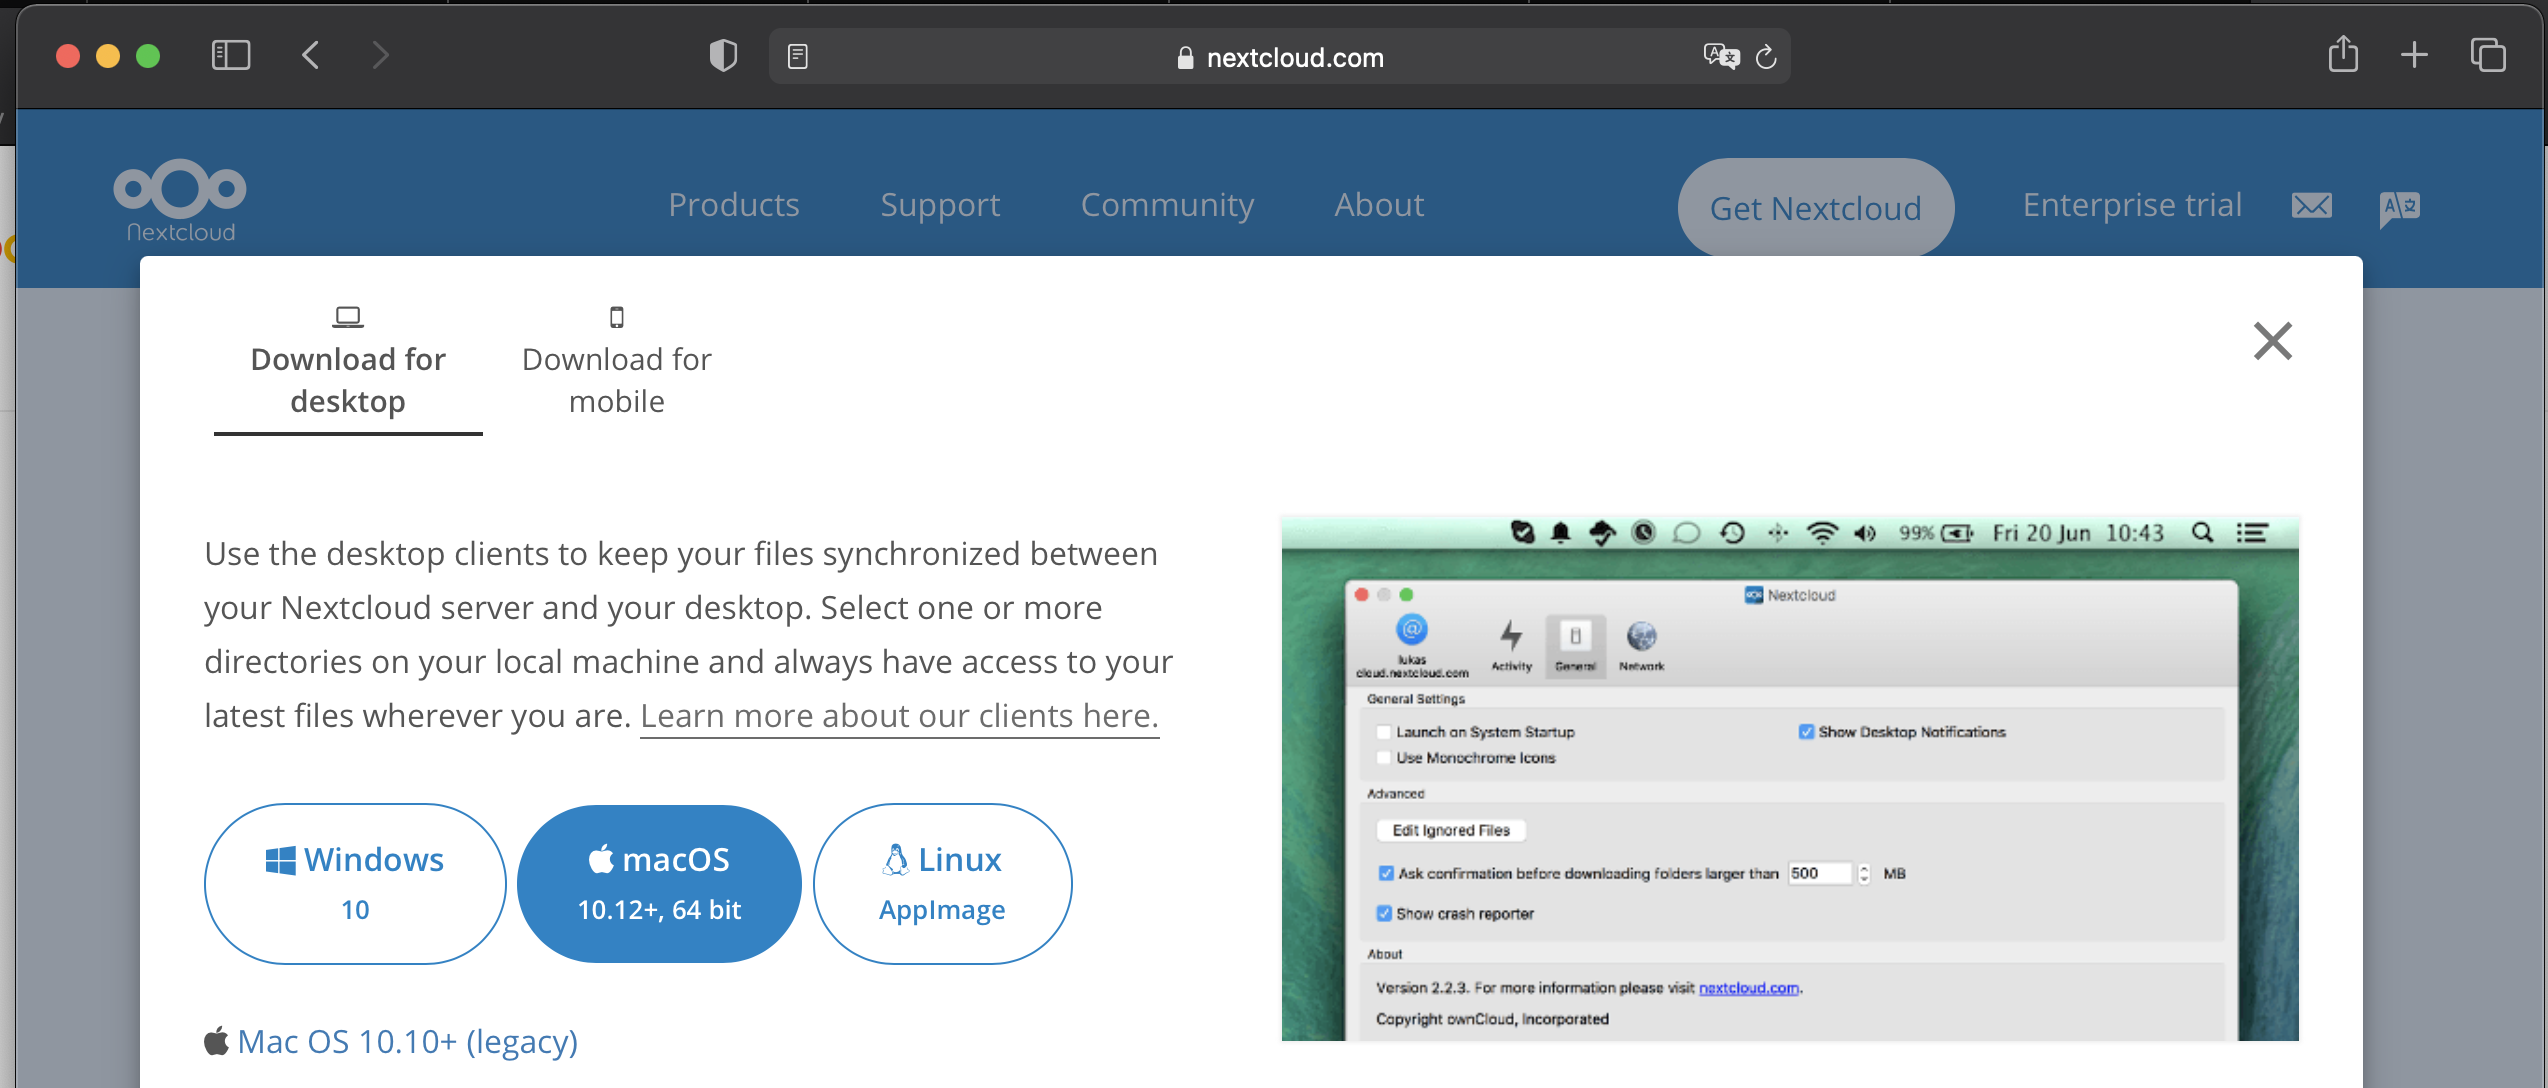 nextcloud.com
Nextcloud
Products
Support
Community
About
Get Nextcloud
Enterprise trial
Download for
desktop
Download for
mobile
Use the desktop clients to keep your files synchronized between
your Nextcloud server and your desktop. Select one or more
directories on your local machine and always have access to your
latest files wherever you are. Learn more about our clients here.
Windows
10
macOS
10.12+, 64 bit
Linux
AppImage
Mac OS 10.10+ (legacy)
99%
Fri 20 Jun 10:43
Nextcloud
lukas
cloud.nextcloud.com
Activity
General
Network
General Settings
Launch on System Startup
Show Desktop Notifications
Use Monochrome Icons
Advanced
Edit Ignored Files
Ask confirmation before downloading folders larger than 500 MB
Show crash reporter
About
Version 2.2.3. For more information please visit nextcloud.com.
Copyright ownCloud, Incorporated